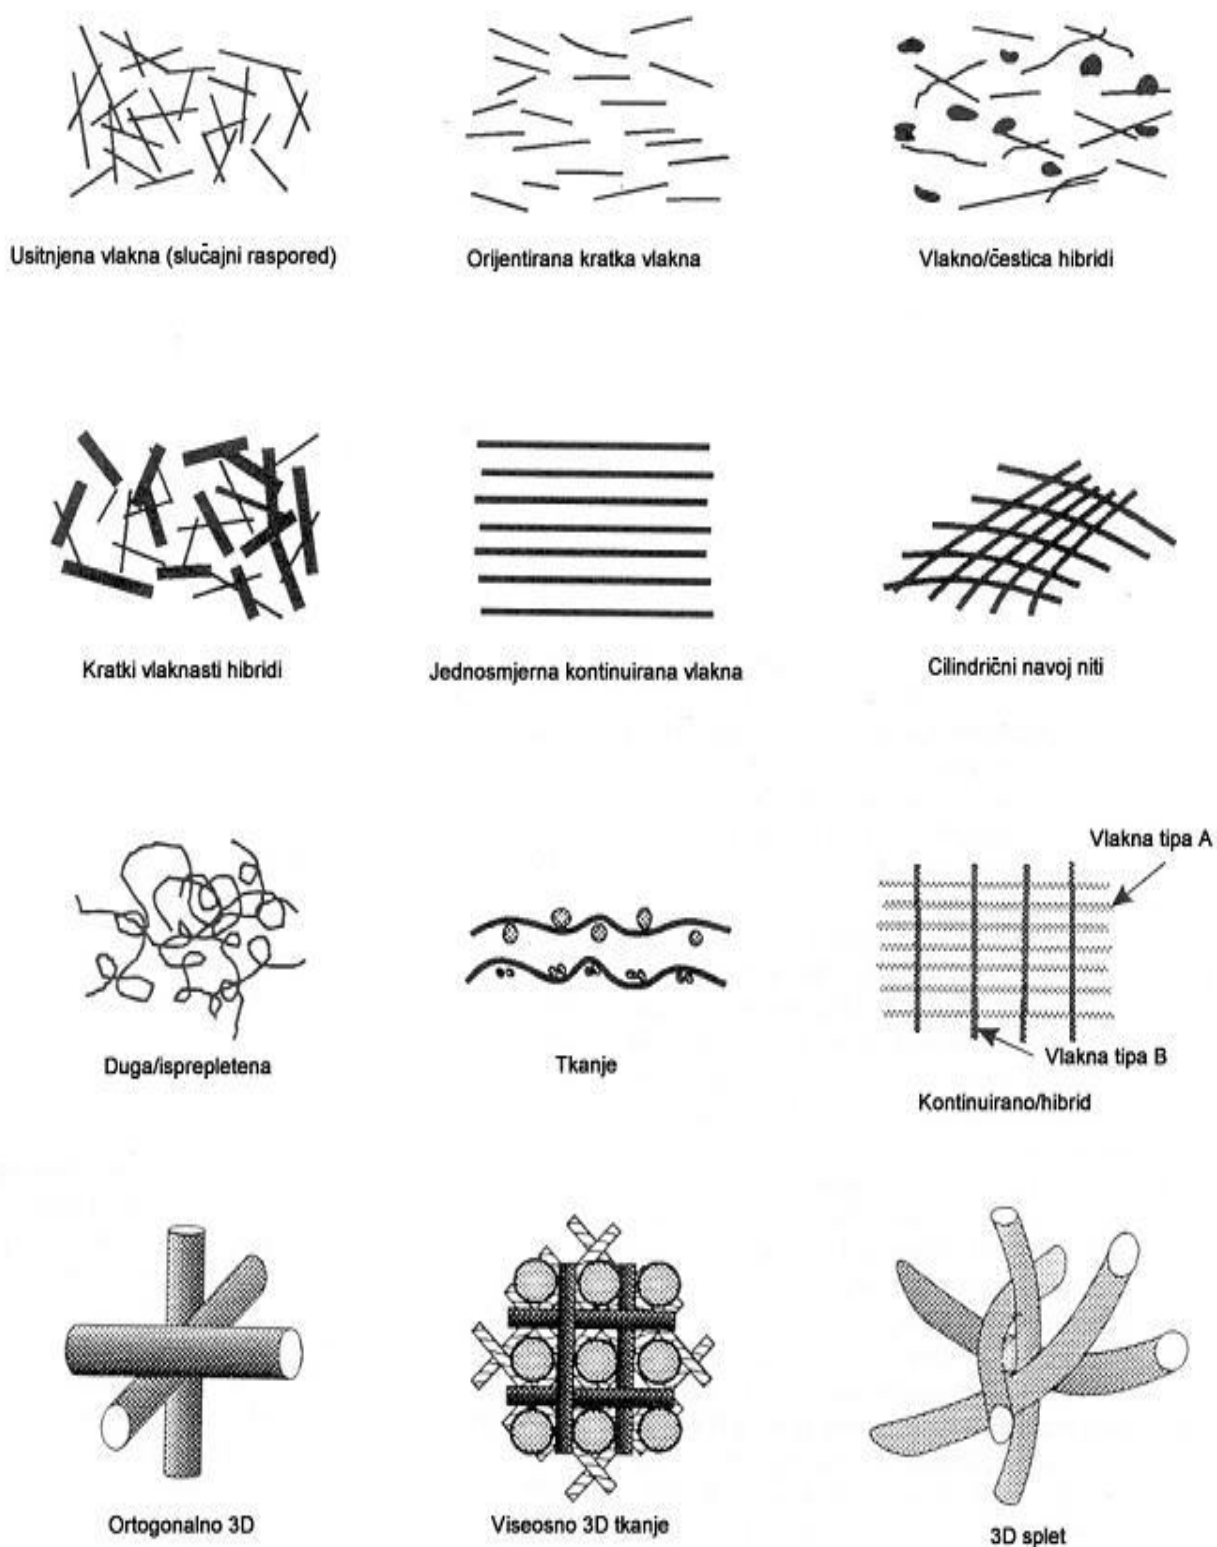 Usitnjena vlakna (slučajni raspored)
Orijentirana kratka vlakna
Vlakno/čestica hibridi
Kratki vlaknasti hibridi
Jednosmjerna kontinuirana vlakna
Cilindrični navoj niti
Vlakna tipa A
Vlakna tipa B
Duga/isprepletena
Tkanje
Kontinuirano/hibrid
Ortogonalno 3D
Viseosno 3D tkanje
3D splet